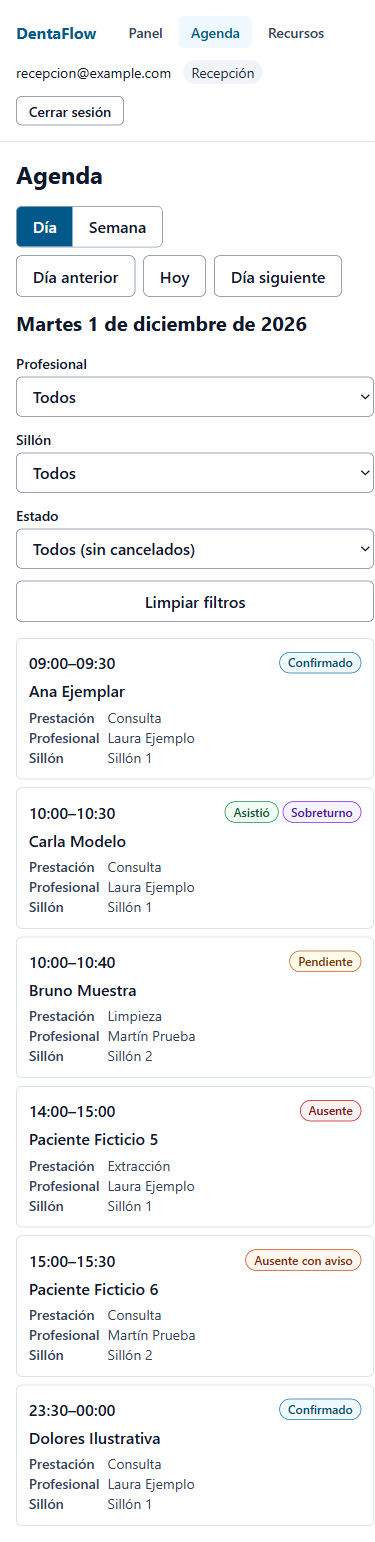 DentaFlow Panel Agenda Recursos
recepcion@example.com Recepción
Cerrar sesión
Agenda
Día Semana
Día anterior Hoy Día siguiente
Martes 1 de diciembre de 2026
Profesional
Todos
Sillón
Todos
Estado
Todos (sin cancelados)
Limpiar filtros
09:00–09:30 Confirmado
Ana Ejemplar
Prestación Consulta
Profesional Laura Ejemplo
Sillón Sillón 1
10:00–10:30 Asistió Sobreturno
Carla Modelo
Prestación Consulta
Profesional Laura Ejemplo
Sillón Sillón 1
10:00–10:40 Pendiente
Bruno Muestra
Prestación Limpieza
Profesional Martín Prueba
Sillón Sillón 2
14:00–15:00 Ausente
Paciente Ficticio 5
Prestación Extracción
Profesional Laura Ejemplo
Sillón Sillón 1
15:00–15:30 Ausente con aviso
Paciente Ficticio 6
Prestación Consulta
Profesional Martín Prueba
Sillón Sillón 2
23:30–00:00 Confirmado
Dolores Ilustrativa
Prestación Consulta
Profesional Laura Ejemplo
Sillón Sillón 1